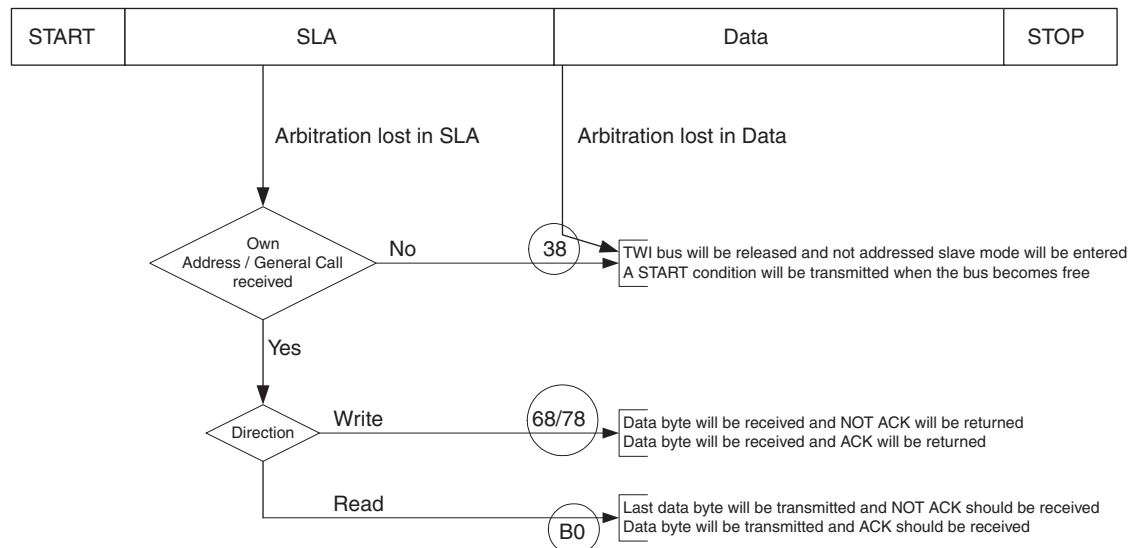 START SLA Data STOP
Arbitration lost in SLA Arbitration lost in Data
Own
Address / General Call
received
No
38
TWI bus will be released and not addressed slave mode will be entered
A START condition will be transmitted when the bus becomes free
Yes
Direction
Write
68/78
Data byte will be received and NOT ACK will be returned
Data byte will be received and ACK will be returned
Read
B0
Last data byte will be transmitted and NOT ACK should be received
Data byte will be transmitted and ACK should be received